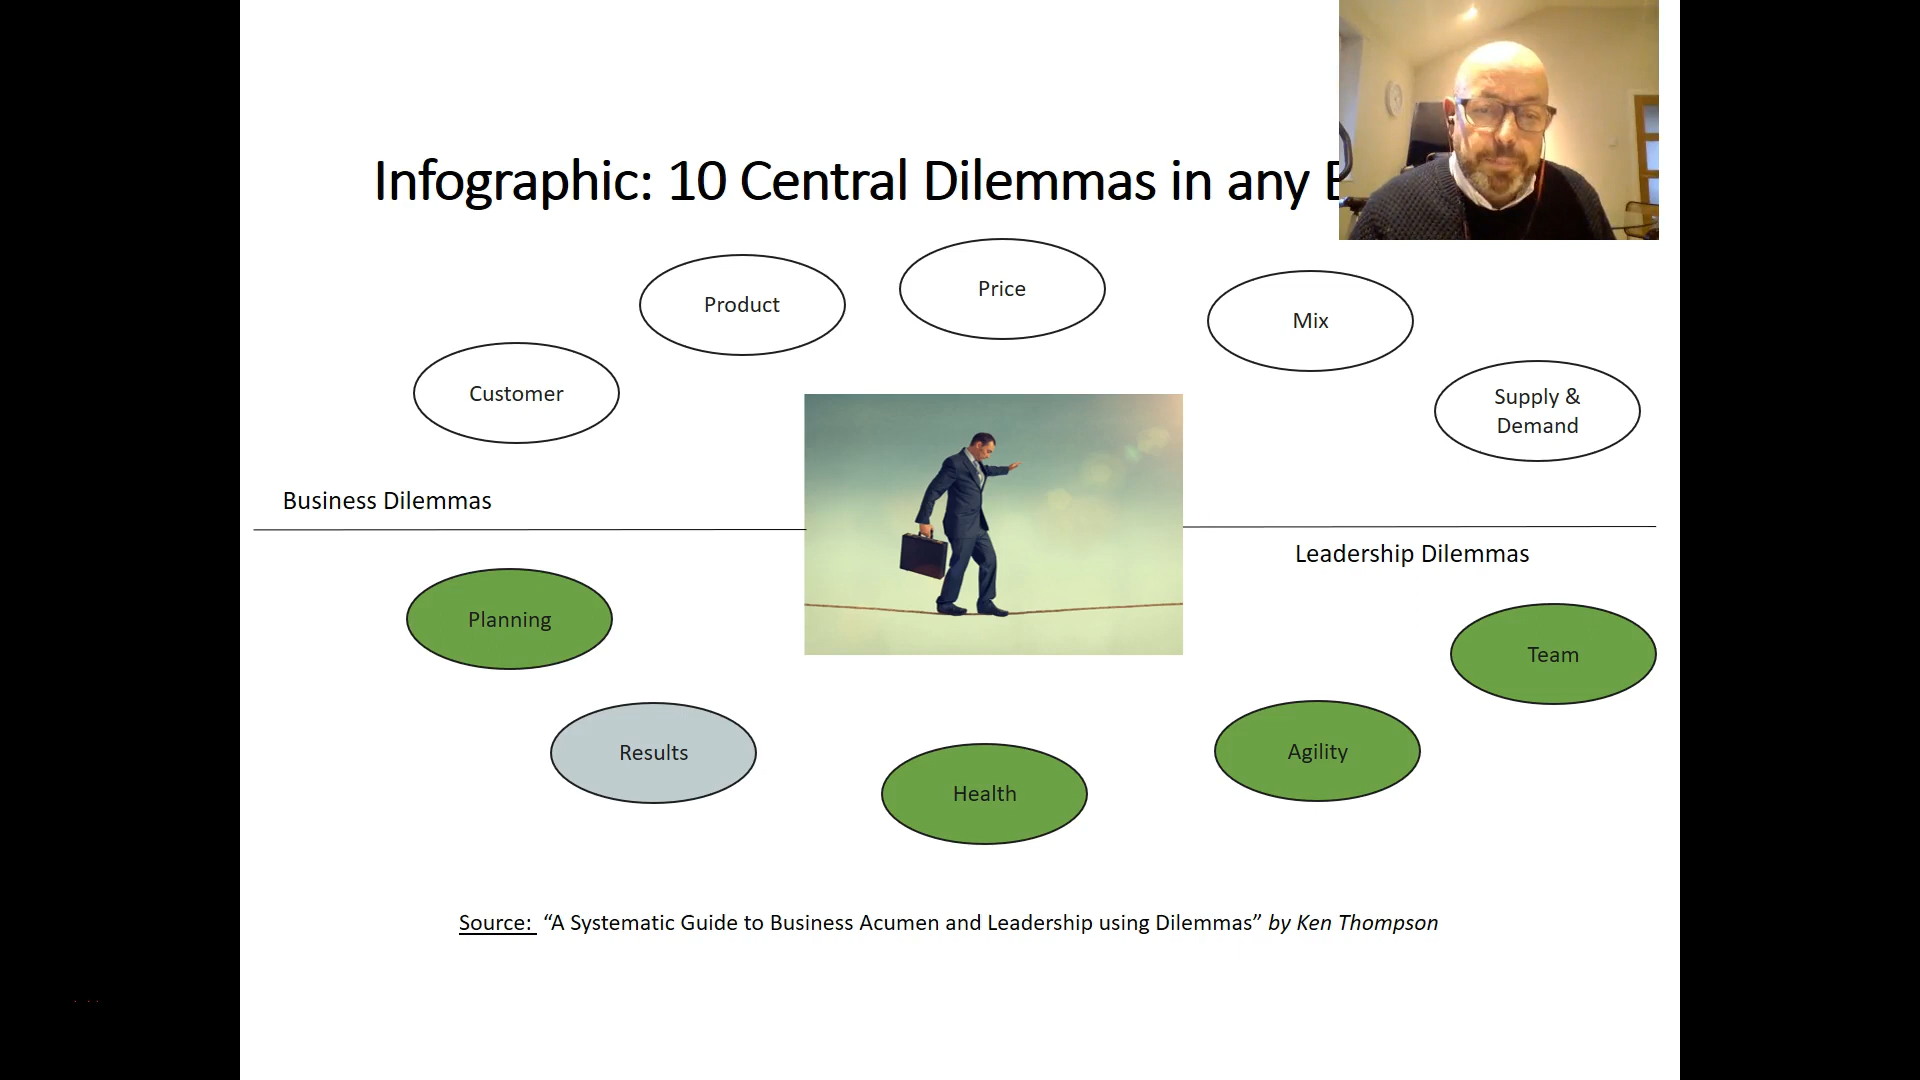 Infographic: 10 Central Dilemmas in any
Price
Product
Mix
Customer
Supply &
Demand
Business Dilemmas
Leadership Dilemmas
Planning
Team
Results
Agility
Health
Source: “A Systematic Guide to Business Acumen and Leadership using Dilemmas” by Ken Thompson